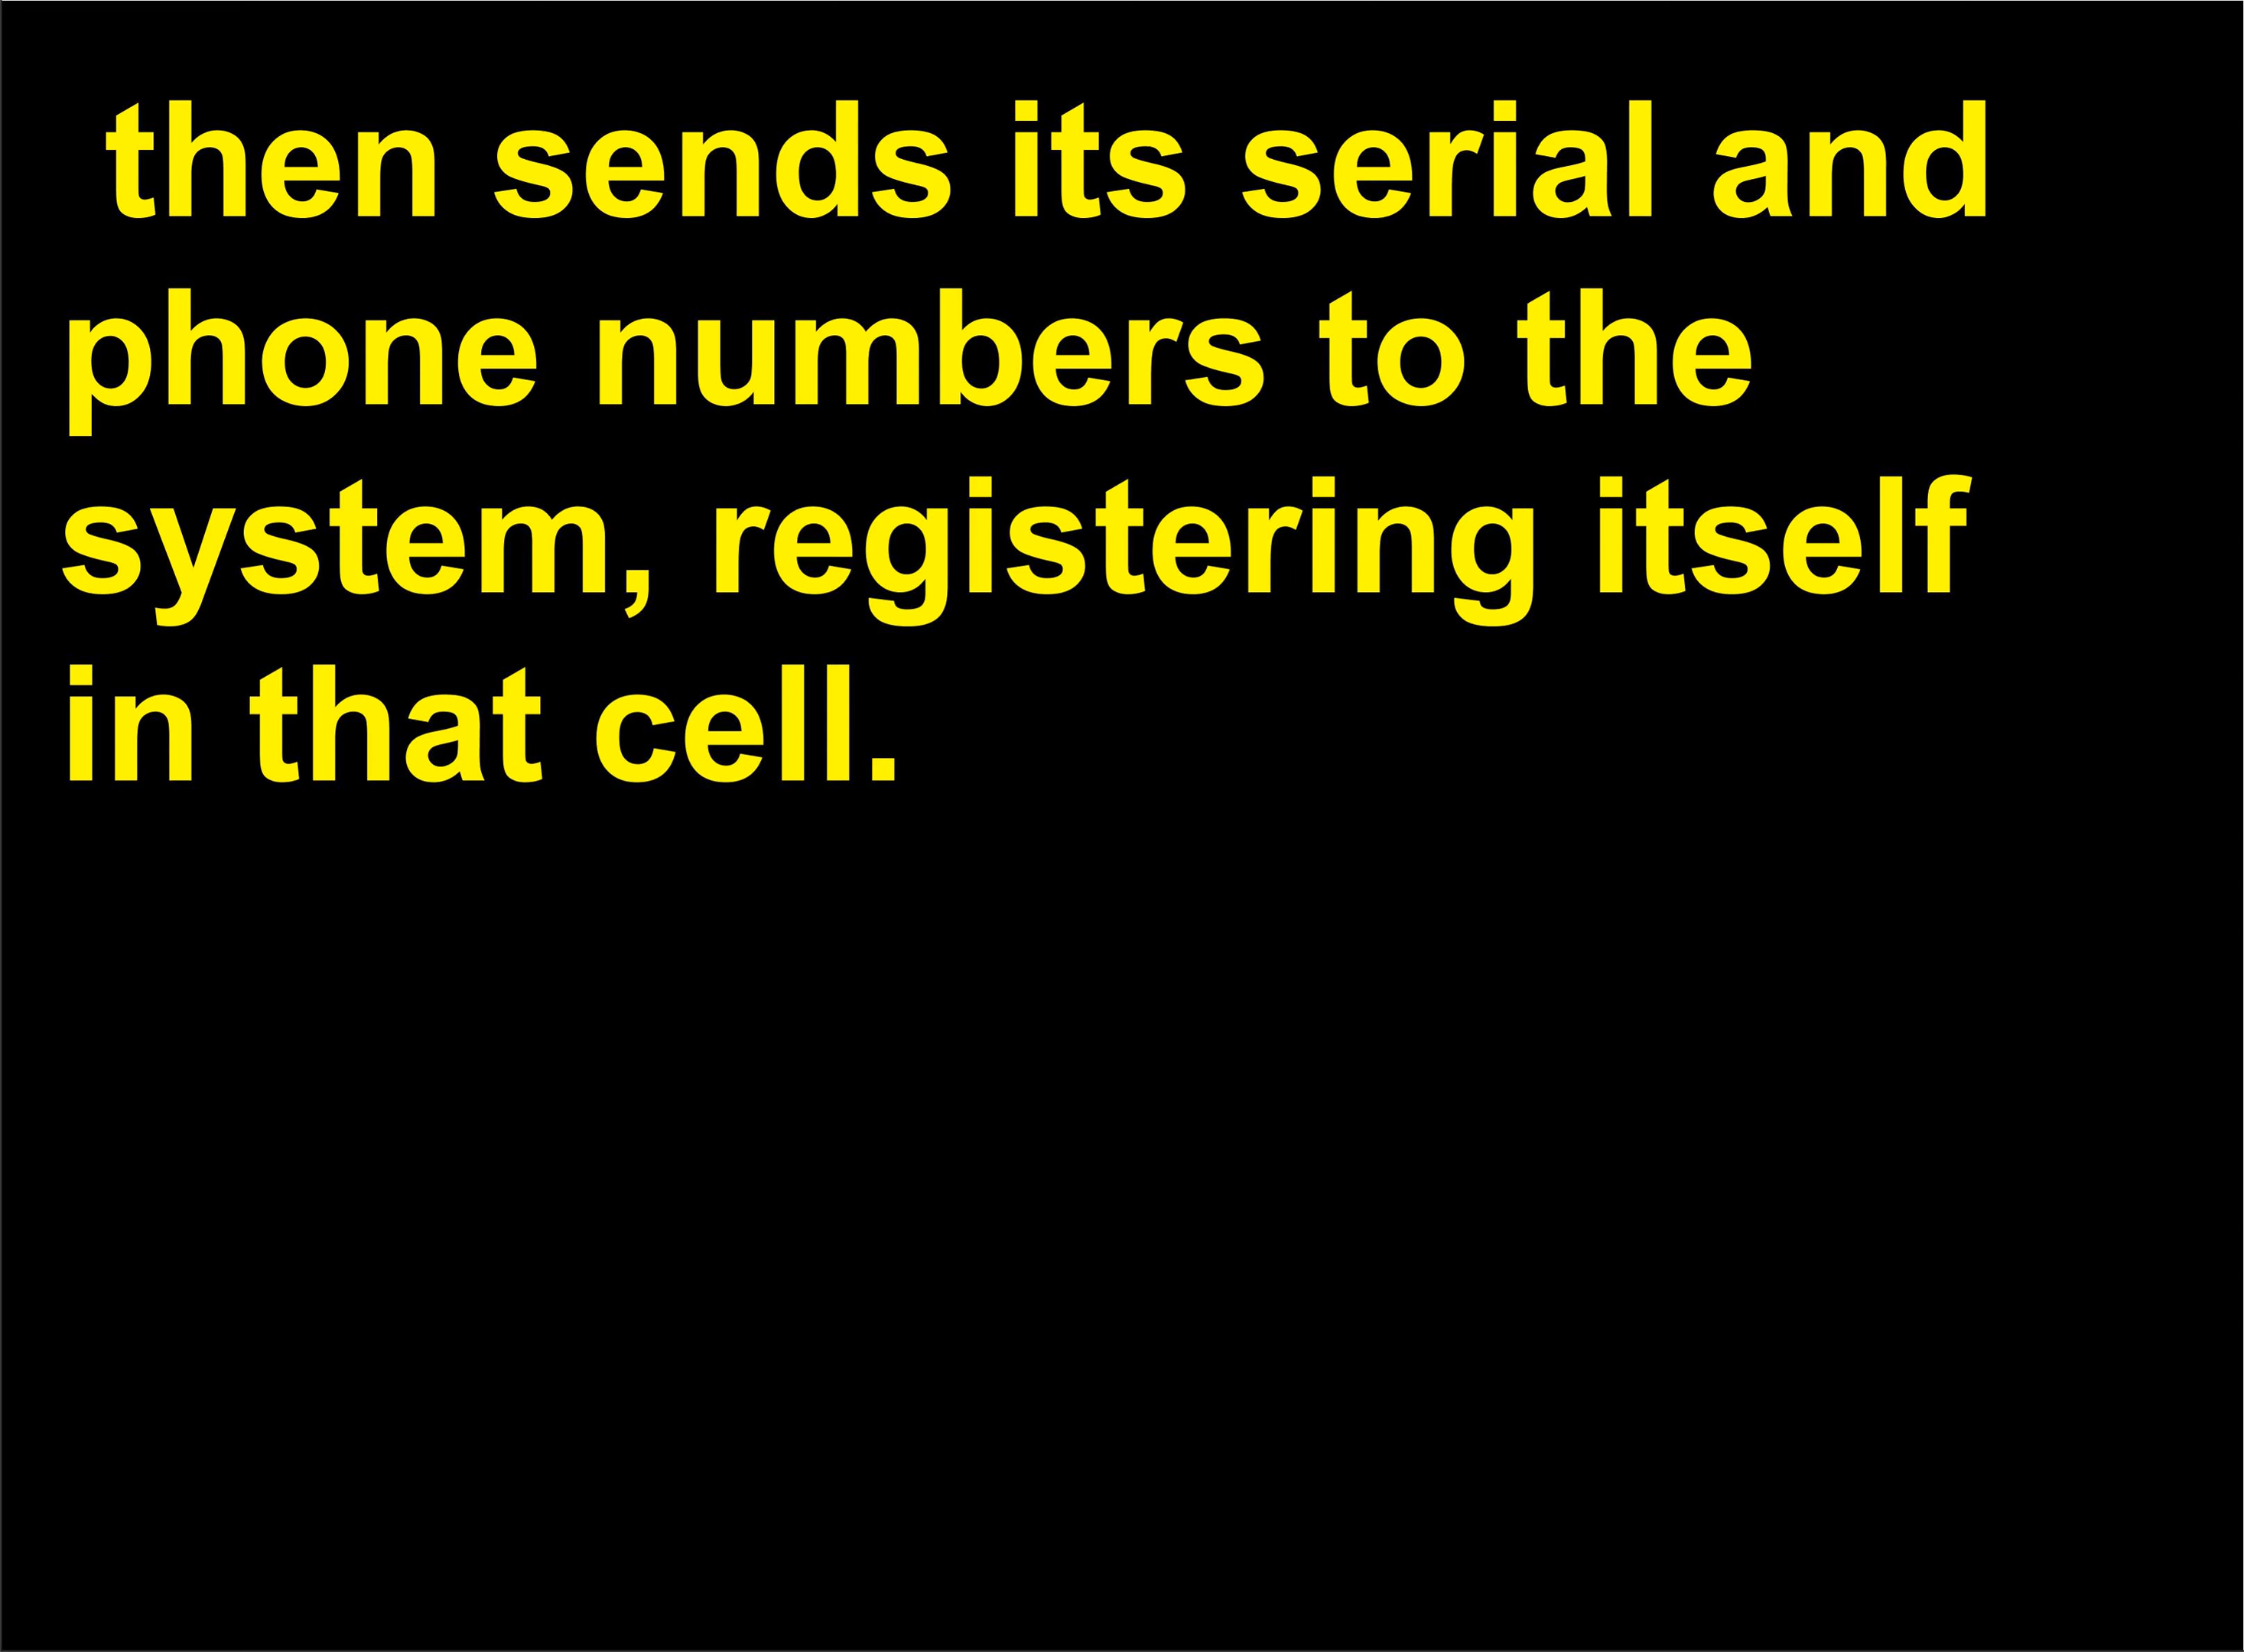 then sends its serial and
phone numbers to the
system, registering itself
in that cell.